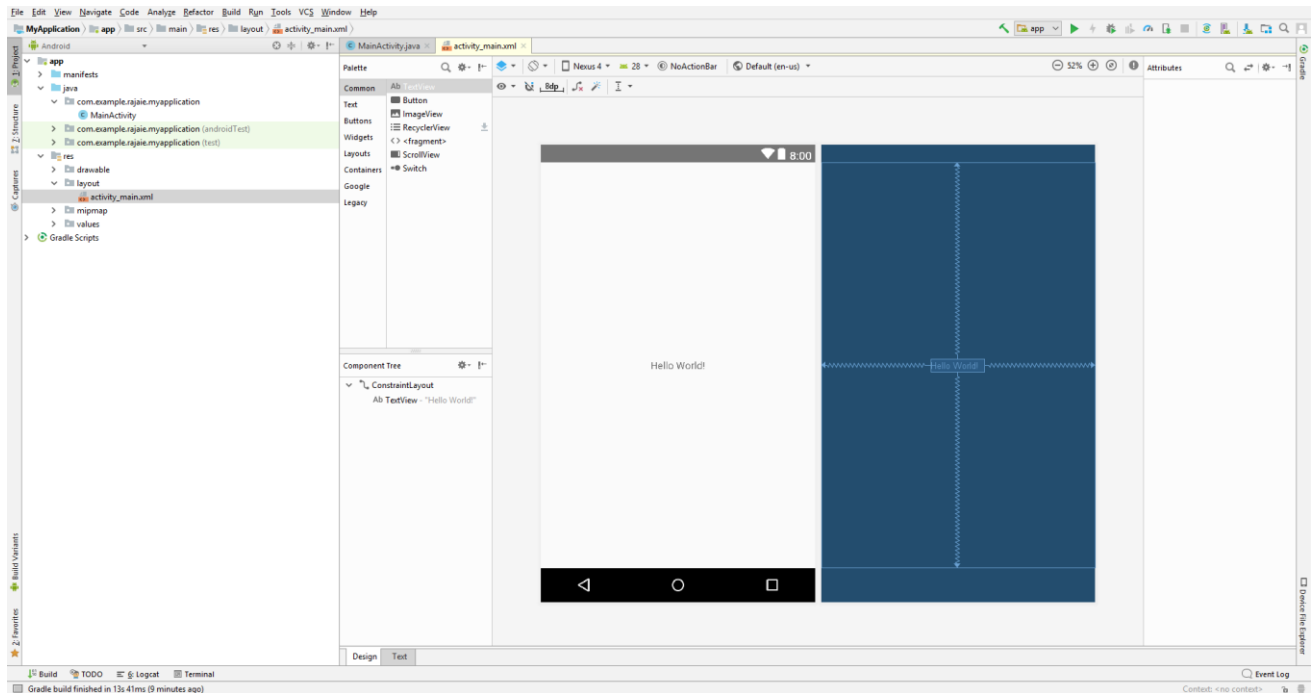 File Edit View Navigate Code Analyze Refactor Build Run Tools VCS Window Help
MyApplication app src main res layout activity_main.xml
app
Android
MainActivity.java
activity_main.xml
1: Project
Z: Structure
Captures
Build Variants
2: Favorites
app
manifests
java
com.example.rajaie.myapplication
MainActivity
com.example.rajaie.myapplication (androidTest)
com.example.rajaie.myapplication (test)
res
drawable
layout
activity_main.xml
mipmap
values
Gradle Scripts
Palette
Common
Text
Buttons
Widgets
Layouts
Containers
Google
Legacy
Ab TextView
Button
ImageView
RecyclerView
<> <fragment>
ScrollView
Switch
Component Tree
ConstraintLayout
Ab TextView - "Hello World!"
Nexus 4 28 NoActionBar Default (en-us)
52%
8dp
8:00
Hello World!
Hello World!
Attributes
Gradle
Device File Explorer
Design Text
Build TODO 6: Logcat Terminal
Event Log
Gradle build finished in 13s 41ms (9 minutes ago)
Context: <no context>